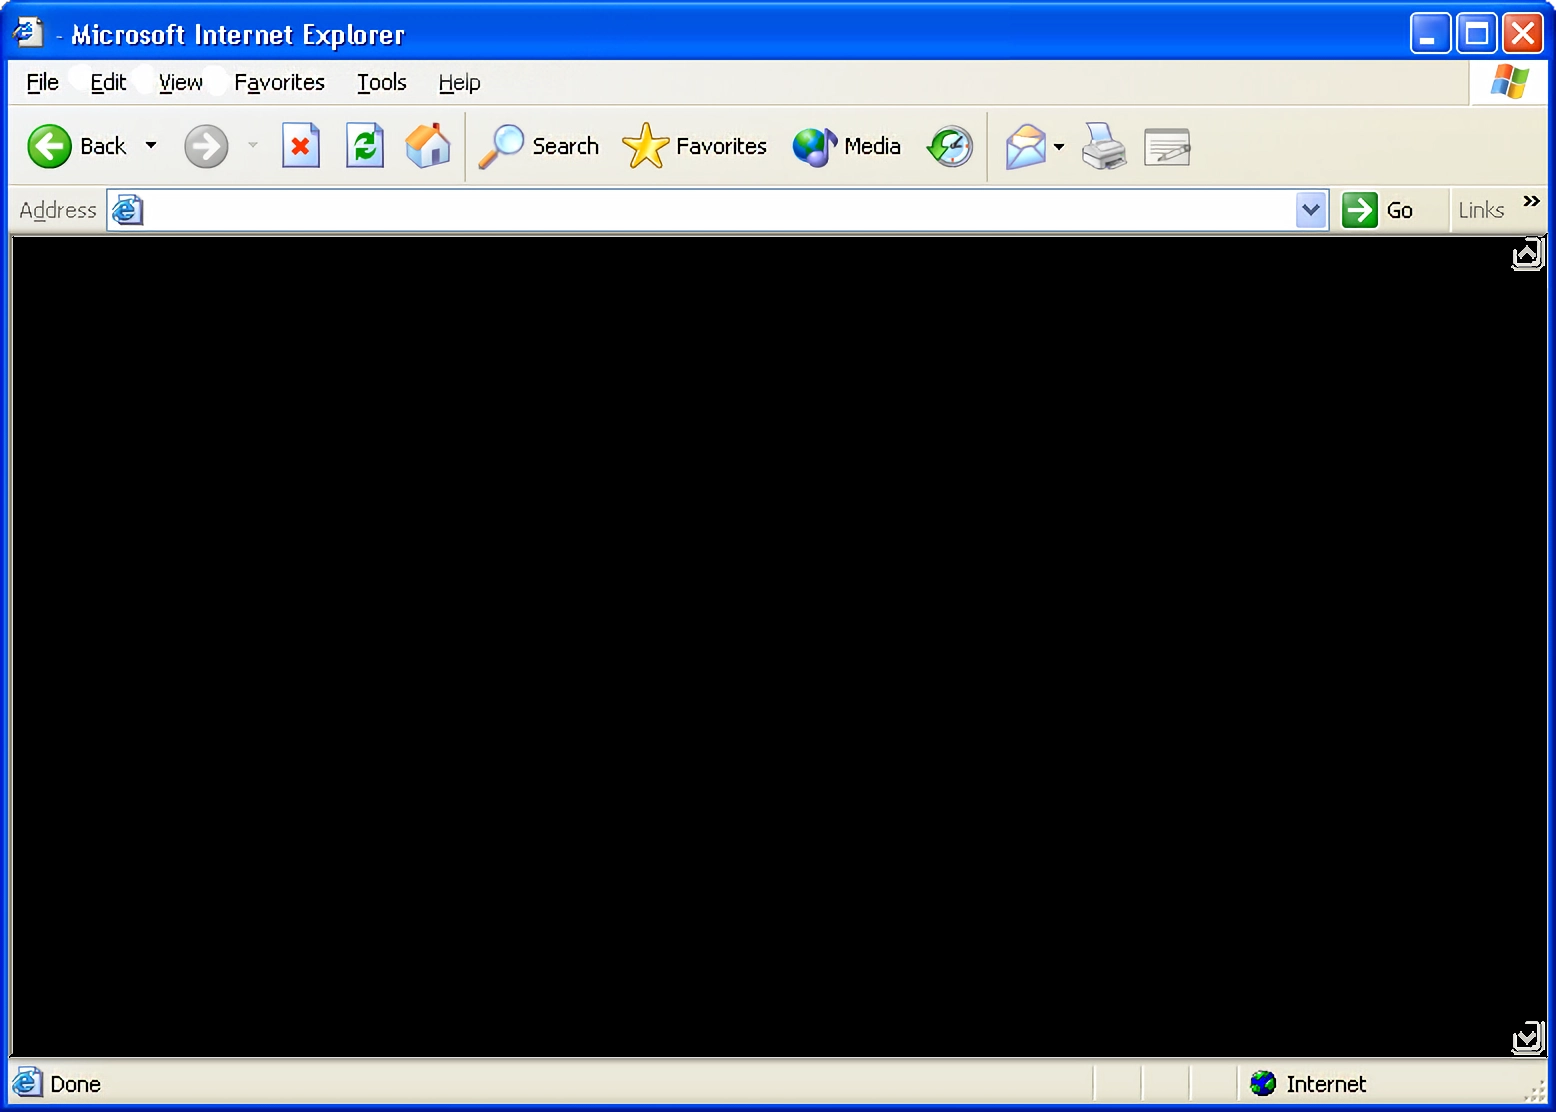 - Microsoft Internet Explorer
File Edit View Favorites Tools Help
Back Search Favorites Media
Address Go Links »
Done Internet